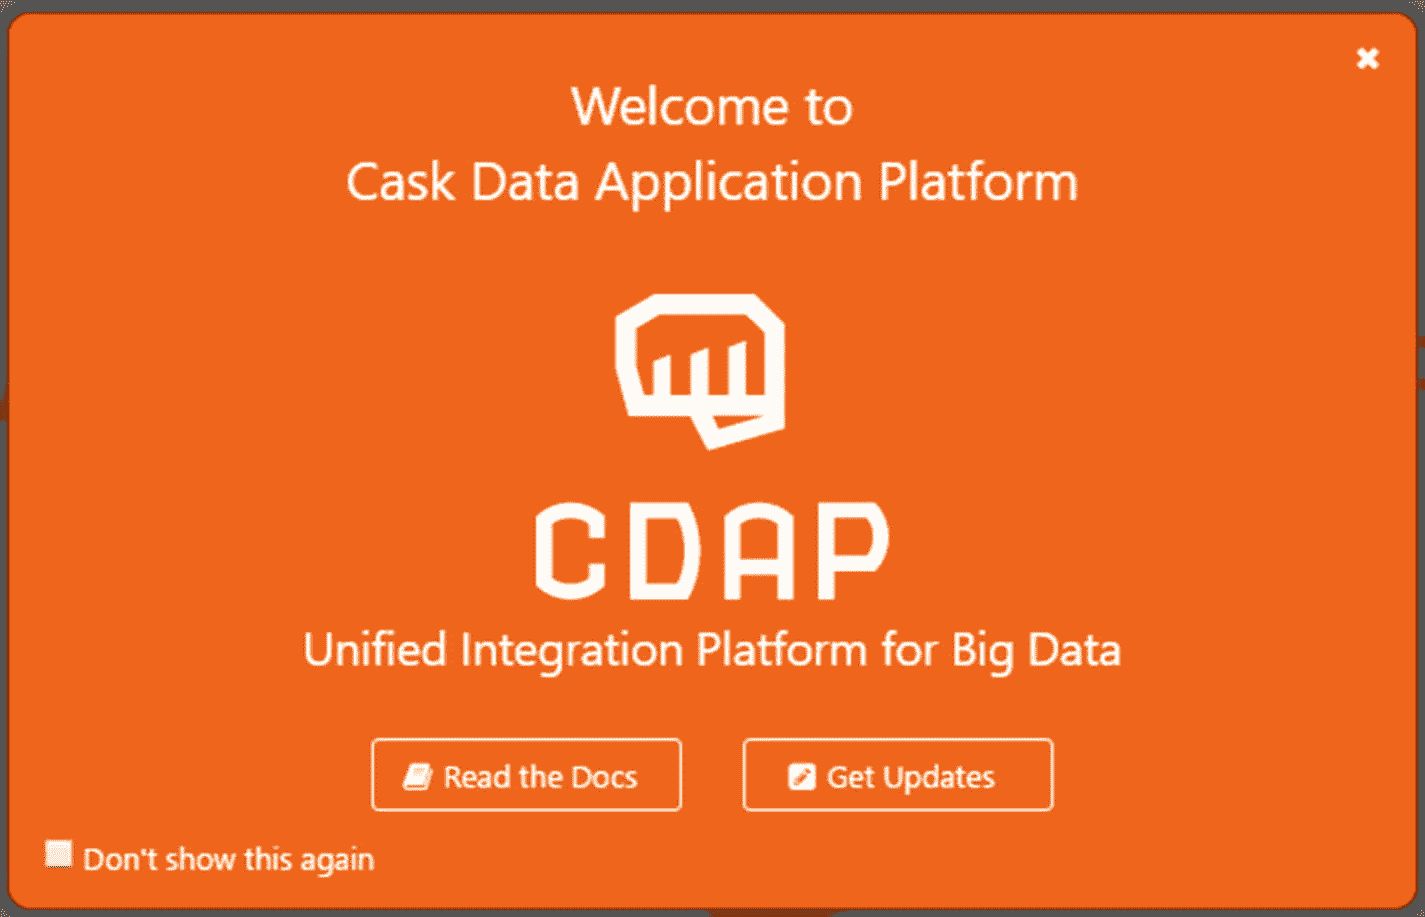 Welcome to
Cask Data Application Platform
CDAP
Unified Integration Platform for Big Data
Read the Docs
Get Updates
Don't show this again